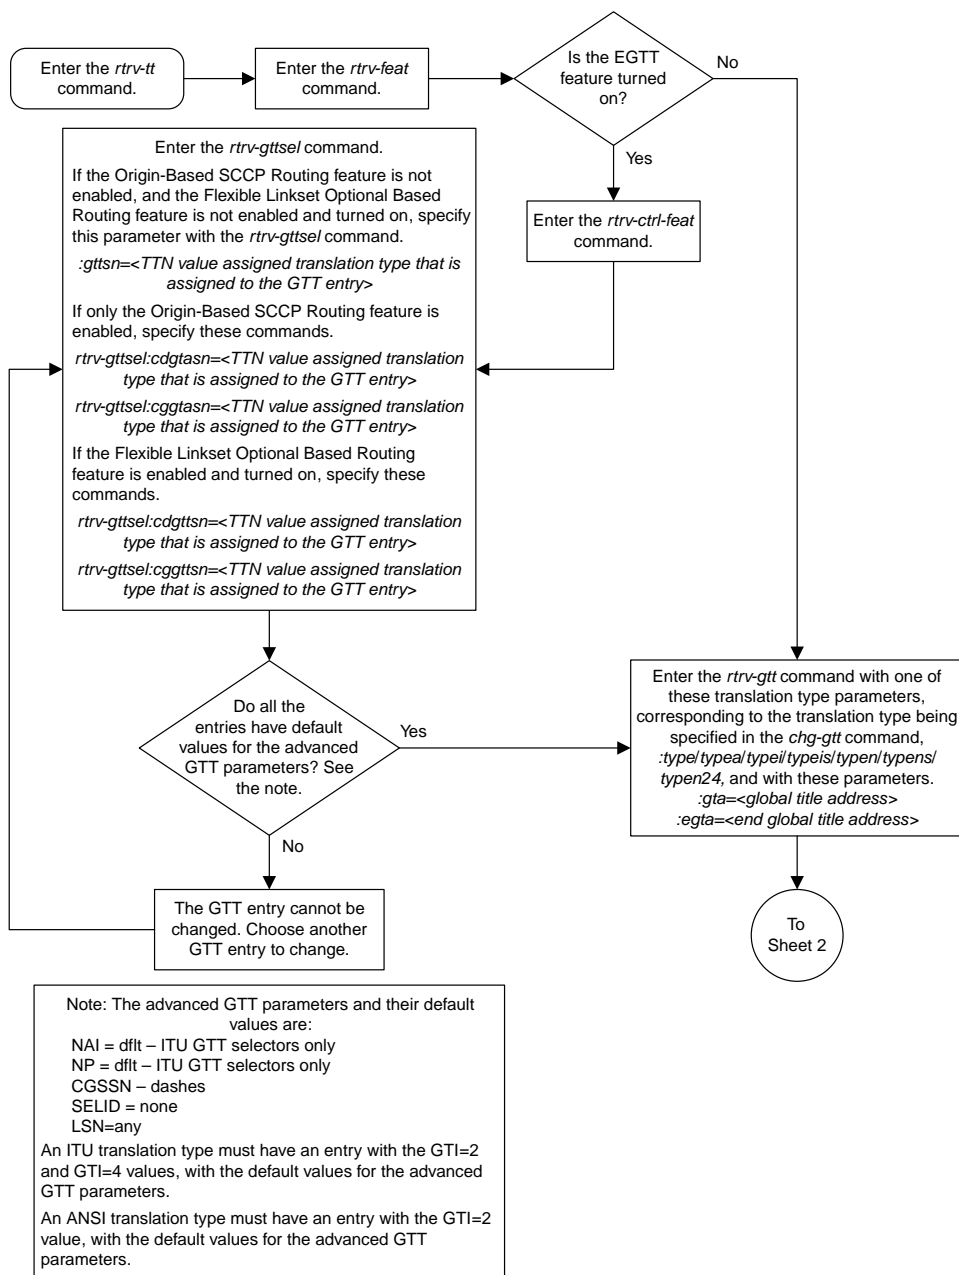 Enter the rtrv-tt
command.
Enter the rtrv-feat
command.
Is the EGTT
feature turned
on?
No
Yes
Enter the rtrv-ctrl-feat
command.
Enter the rtrv-gttsel command.
If the Origin-Based SCCP Routing feature is not
enabled, and the Flexible Linkset Optional Based
Routing feature is not enabled and turned on, specify
this parameter with the rtrv-gttsel command.
:gttsn=<TTN value assigned translation type that is
assigned to the GTT entry>
If only the Origin-Based SCCP Routing feature is
enabled, specify these commands.
rtrv-gttsel:cdgtasn=<TTN value assigned translation
type that is assigned to the GTT entry>
rtrv-gttsel:cggtasn=<TTN value assigned translation
type that is assigned to the GTT entry>
If the Flexible Linkset Optional Based Routing
feature is enabled and turned on, specify these
commands.
rtrv-gttsel:cdgttsn=<TTN value assigned translation
type that is assigned to the GTT entry>
rtrv-gttsel:cggttsn=<TTN value assigned translation
type that is assigned to the GTT entry>
Do all the
entries have default
values for the advanced
GTT parameters? See
the note.
Yes
No
Enter the rtrv-gtt command with one of
these translation type parameters,
corresponding to the translation type being
specified in the chg-gtt command,
:type/typea/typei/typeis/typen/typens/
typen24, and with these parameters.
:gta=<global title address>
:egta=<end global title address>
The GTT entry cannot be
changed. Choose another
GTT entry to change.
To
Sheet 2
Note: The advanced GTT parameters and their default
values are:
NAI = dflt – ITU GTT selectors only
NP = dflt – ITU GTT selectors only
CGSSN – dashes
SELID = none
LSN=any
An ITU translation type must have an entry with the GTI=2
and GTI=4 values, with the default values for the advanced
GTT parameters.
An ANSI translation type must have an entry with the GTI=2
value, with the default values for the advanced GTT
parameters.